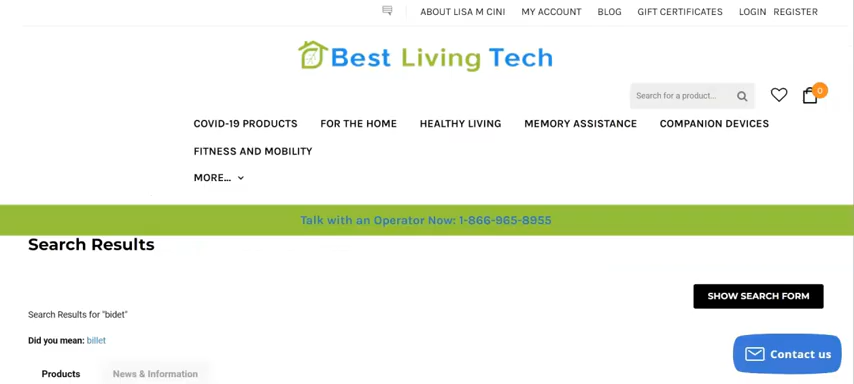 ABOUT LISA M CINI MY ACCOUNT BLOG GIFT CERTIFICATES LOGIN REGISTER
Best Living Tech
Search for a product...
0
COVID-19 PRODUCTS FOR THE HOME HEALTHY LIVING MEMORY ASSISTANCE COMPANION DEVICES
FITNESS AND MOBILITY
MORE...
Talk with an Operator Now: 1-866-965-8955
Search Results
SHOW SEARCH FORM
Search Results for "bidet"
Did you mean: billet
Contact us
Products News & Information